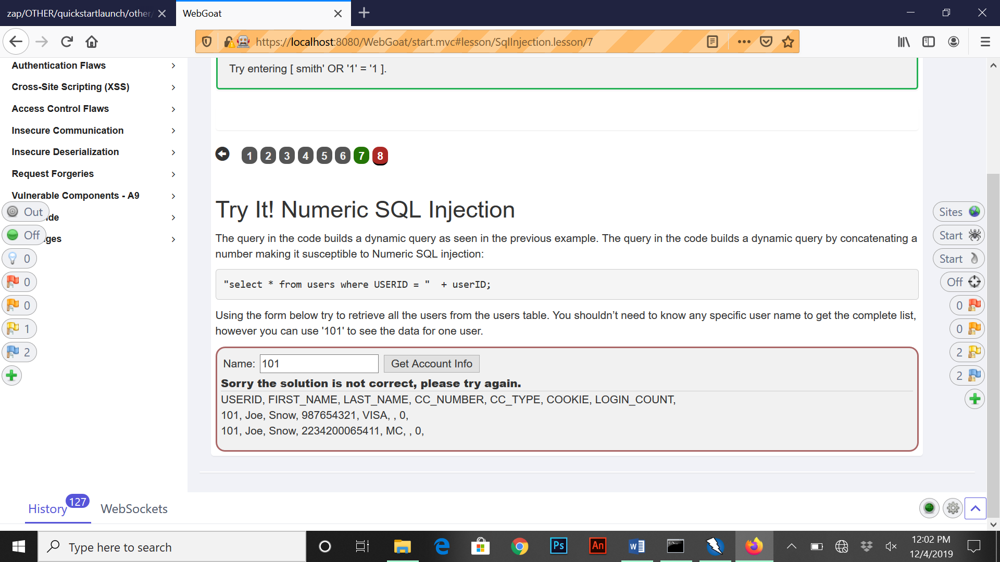 zap/OTHER/quickstartlaunch/other/
WebGoat
https://localhost:8080/WebGoat/start.mvc#lesson/SqlInjection.lesson/7
Authentication Flaws
Cross-Site Scripting (XSS)
Access Control Flaws
Insecure Communication
Insecure Deserialization
Request Forgeries
Vulnerable Components - A9
Out
de
Off
ges
0
0
0
1
2
Try entering [ smith' OR '1' = '1 ].
1 2 3 4 5 6 7 8
Try It! Numeric SQL Injection
The query in the code builds a dynamic query as seen in the previous example. The query in the code builds a dynamic query by concatenating a
number making it susceptible to Numeric SQL injection:
"select * from users where USERID = "  + userID;
Using the form below try to retrieve all the users from the users table. You shouldn’t need to know any specific user name to get the complete list,
however you can use '101' to see the data for one user.
Name: 101 Get Account Info
Sorry the solution is not correct, please try again.
USERID, FIRST_NAME, LAST_NAME, CC_NUMBER, CC_TYPE, COOKIE, LOGIN_COUNT,
101, Joe, Snow, 987654321, VISA, , 0,
101, Joe, Snow, 2234200065411, MC, , 0,
Sites
Start
Start
Off
0
0
2
2
History 127 WebSockets
Type here to search
Ps
An
W
12:02 PM
12/4/2019